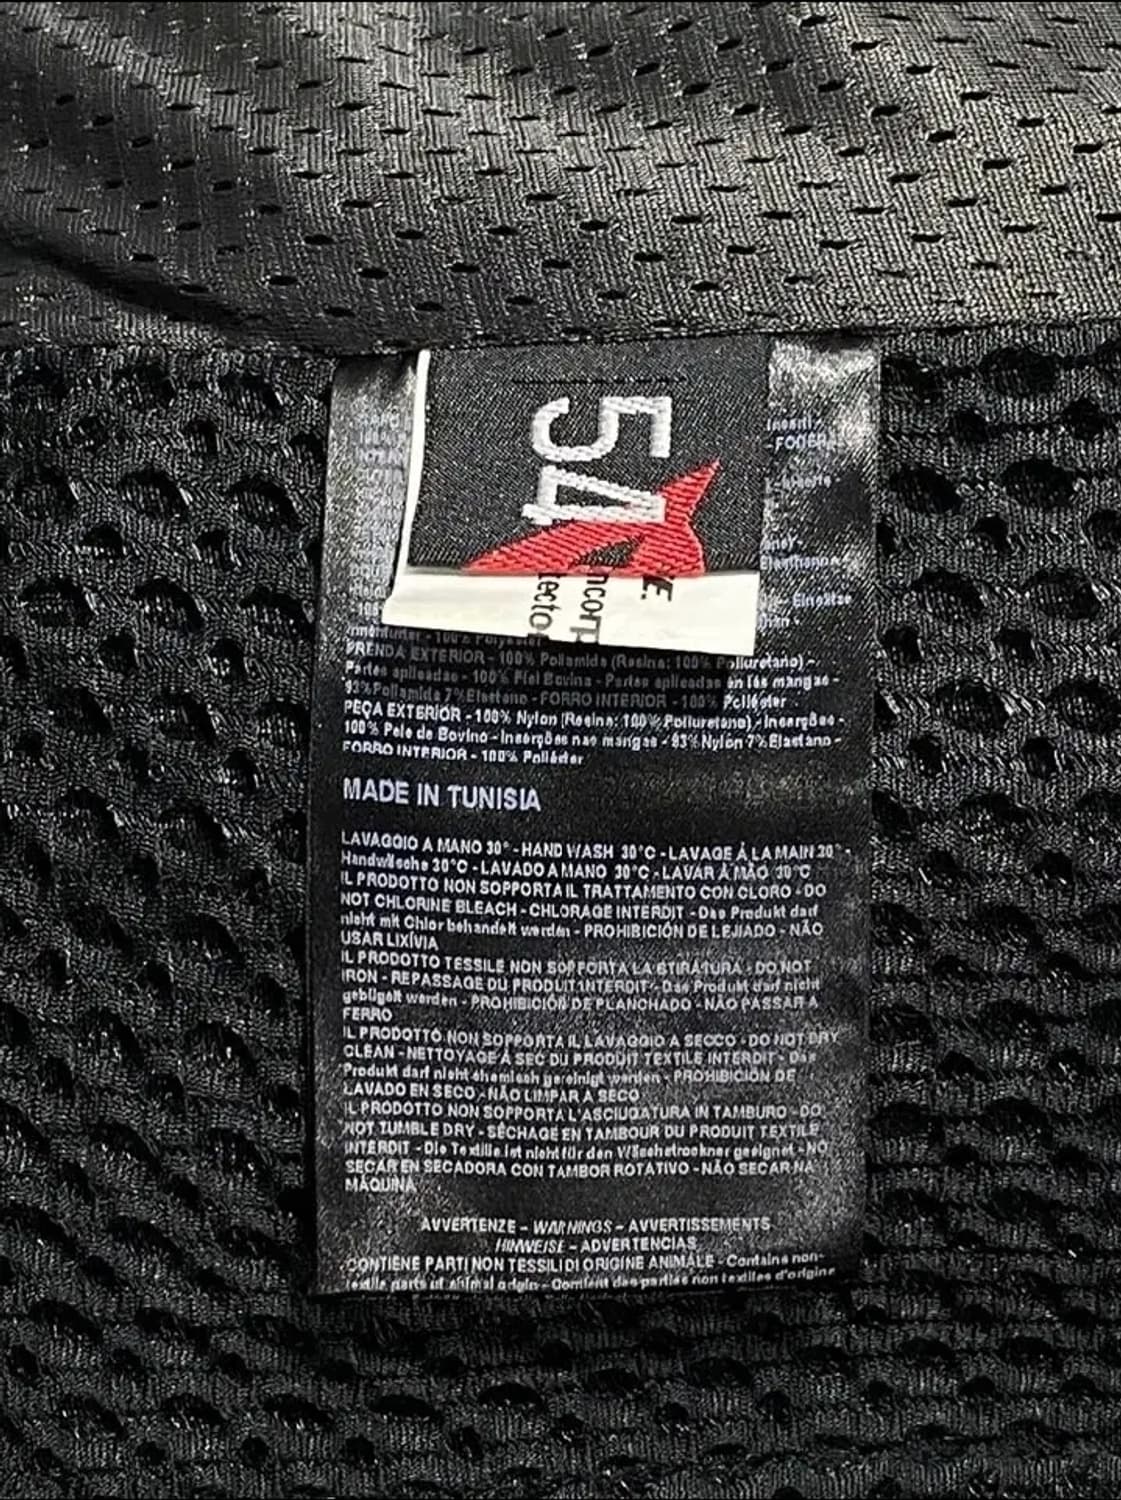 54
PRENDA EXTERIOR - 100% Poliamida (Resina: 100% Poliuretano) -
Partes aplicadas - 100% Piel Bovina - Partes aplicadas en las mangas -
93% Poliamida 7% Elastano - FORRO INTERIOR - 100% Poliéster
PEÇA EXTERIOR - 100% Nylon (Resina: 100% Poliuretano) - Inserções -
100% Pele de Bovino - Inserções nas mangas - 93% Nylon 7% Elastano -
FORRO INTERIOR - 100% Poliéster
MADE IN TUNISIA
LAVAGGIO A MANO 30° - HAND WASH 30°C - LAVAGE À LA MAIN 30° -
Handwäsche 30°C - LAVADO A MANO 30°C - LAVAR À MÃO 30°C
IL PRODOTTO NON SOPPORTA IL TRATTAMENTO CON CLORO - DO
NOT CHLORINE BLEACH - CHLORAGE INTERDIT - Das Produkt darf
nicht mit Chlor behandelt werden - PROHIBICIÓN DE LEJIADO - NÃO
USAR LIXÍVIA
IL PRODOTTO TESSILE NON SOPPORTA LA STIRATURA - DO NOT
IRON - REPASSAGE DU PRODUIT INTERDIT - Das Produkt darf nicht
gebügelt werden - PROHIBICIÓN DE PLANCHADO - NÃO PASSAR A
FERRO
IL PRODOTTO NON SOPPORTA IL LAVAGGIO A SECCO - DO NOT DRY
CLEAN - NETTOYAGE À SEC DU PRODUIT TEXTILE INTERDIT - Das
Produkt darf nicht chemisch gereinigt werden - PROHIBICIÓN DE
LAVADO EN SECO - NÃO LIMPAR A SECO
IL PRODOTTO NON SOPPORTA L'ASCIUGATURA IN TAMBURO - DO
NOT TUMBLE DRY - SÉCHAGE EN TAMBOUR DU PRODUIT TEXTILE
INTERDIT - Die Textilie ist nicht für den Wäschetrockner geeignet - NO
SECAR EN SECADORA CON TAMBOR ROTATIVO - NÃO SECAR NA
MÁQUINA
AVVERTENZE - WARNINGS - AVVERTISSEMENTS
HINWEISE - ADVERTENCIAS
CONTIENE PARTI NON TESSILI DI ORIGINE ANIMALE - Contains non-
textile parts of animal origin - Contient des parties non textiles d'origine